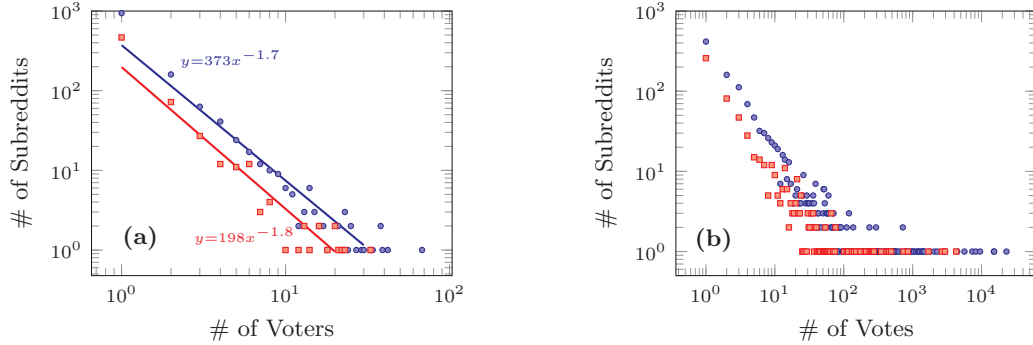 10^3
10^2
10^1
10^0
# of Subreddits
y=373x^−1.7
y=198x^−1.8
(a)
10^0
10^1
10^2
# of Voters
10^3
10^2
10^1
10^0
# of Subreddits
(b)
10^0
10^1
10^2
10^3
10^4
# of Votes